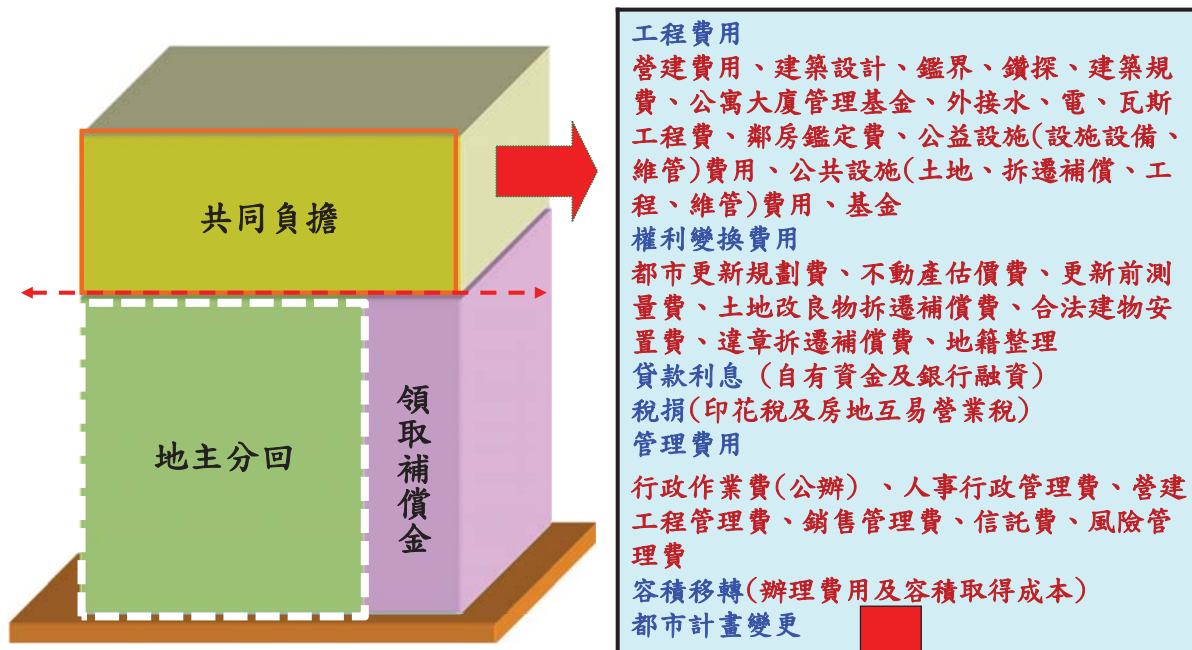 共同負擔
地主分回
領取補償金
工程費用
營建費用、建築設計、鑑界、鑽探、建築規
費、公寓大廈管理基金、外接水、電、瓦斯
工程費、鄰房鑑定費、公益設施(設施設備、
維管)費用、公共設施(土地、拆遷補償、工
程、維管)費用、基金
權利變換費用
都市更新規劃費、不動產估價費、更新前測
量費、土地改良物拆遷補償費、合法建物安
置費、違章拆遷補償費、地籍整理
貸款利息 (自有資金及銀行融資)
稅捐(印花稅及房地互易營業稅)
管理費用
行政作業費(公辦) 、人事行政管理費、營建
工程管理費、銷售管理費、信託費、風險管
理費
容積移轉(辦理費用及容積取得成本)
都市計畫變更